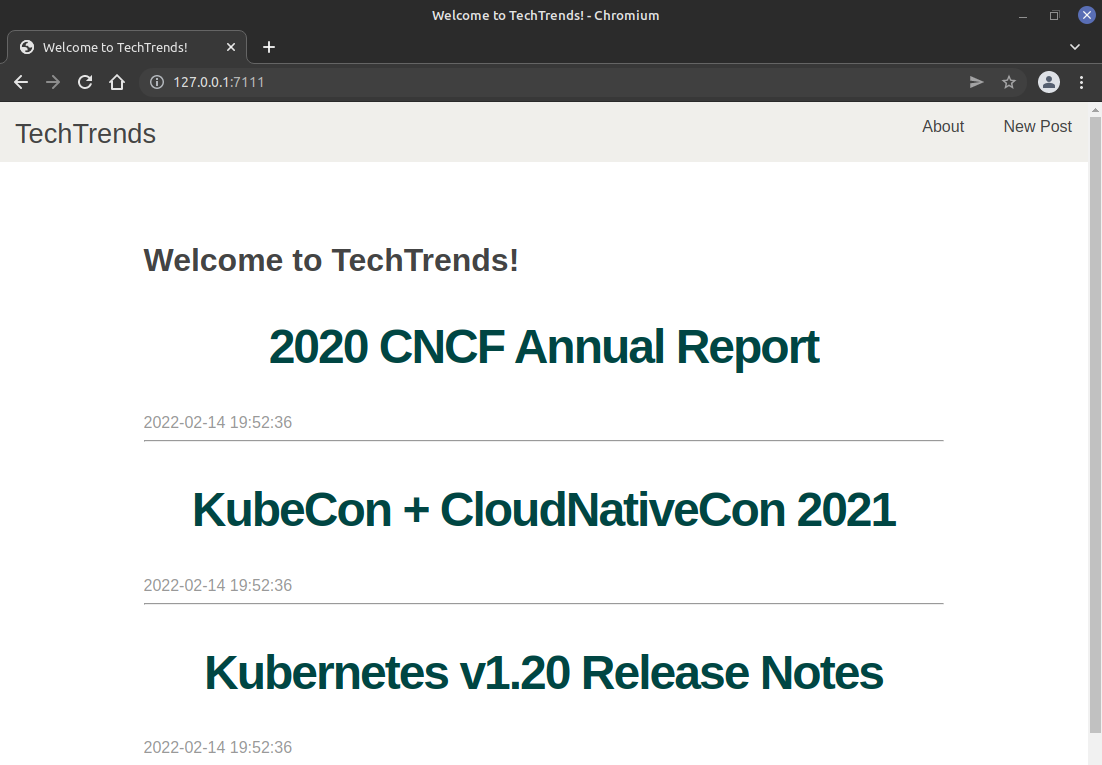 Welcome to TechTrends! - Chromium
Welcome to TechTrends!
127.0.0.1:7111
TechTrends
About
New Post
Welcome to TechTrends!
2020 CNCF Annual Report
2022-02-14 19:52:36
KubeCon + CloudNativeCon 2021
2022-02-14 19:52:36
Kubernetes v1.20 Release Notes
2022-02-14 19:52:36